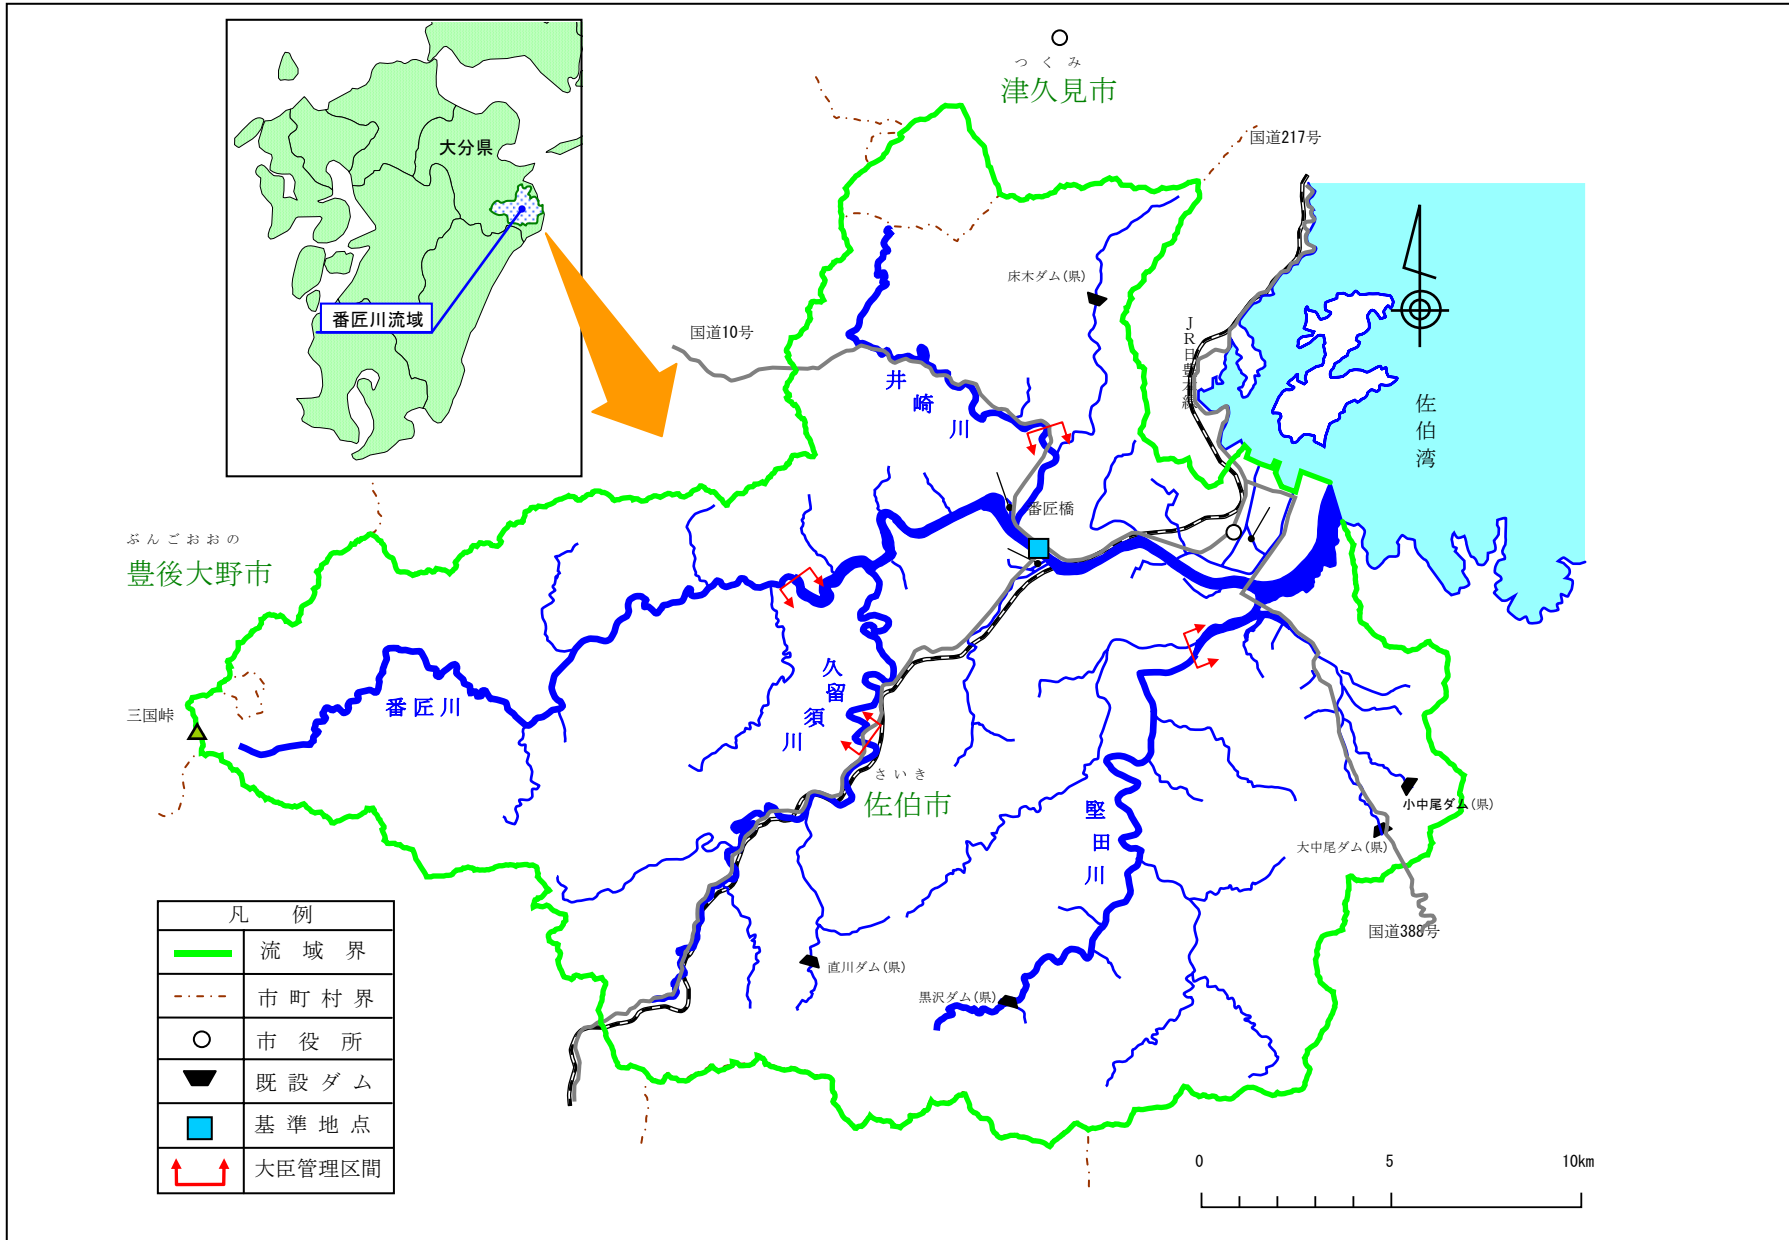 つくみ
津久見市
国道217号
大分県
番匠川流域
床木ダム(県)
国道10号
JR日豊本線
井崎川
佐伯湾
番匠橋
ぶんごおおの
豊後大野市
久留須川
番匠川
三国峠
さいき
佐伯市
堅田川
小中尾ダム(県)
大中尾ダム(県)
国道388号
直川ダム(県)
黒沢ダム(県)
凡 例
流 域 界
市 町 村 界
市 役 所
既 設 ダ ム
基 準 地 点
大臣管理区間
0 5 10km